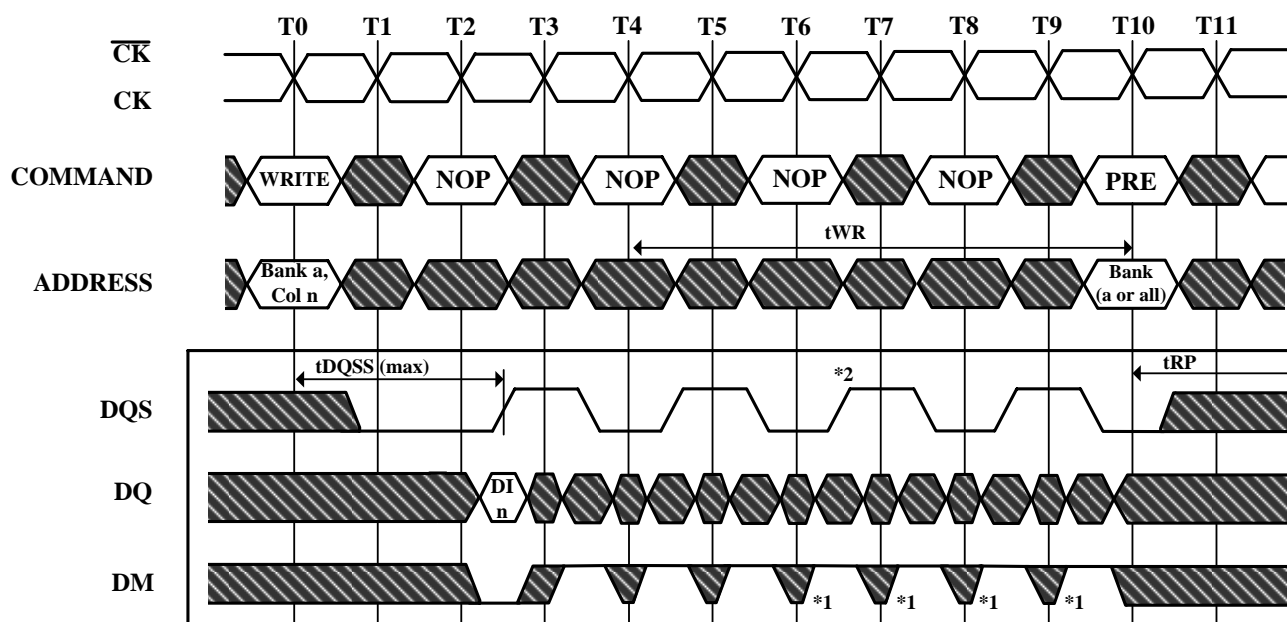 T0 T1 T2 T3 T4 T5 T6 T7 T8 T9 T10 T11
CK
CK
COMMAND WRITE NOP NOP NOP NOP PRE
tWR
ADDRESS Bank a, Col n Bank (a or all)
tDQSS (max) *2 tRP
DQS
DQ DI n
DM *1 *1 *1 *1